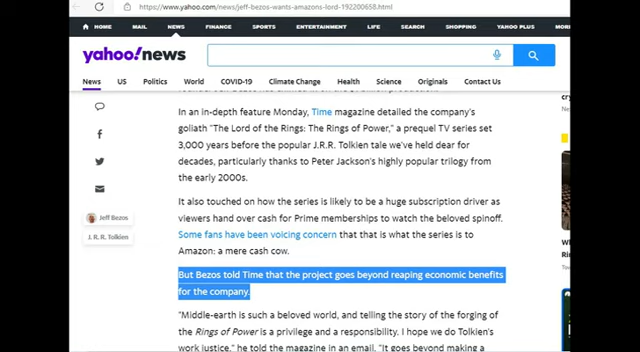 https://www.yahoo.com/news/jeff-bezos-wants-amazons-lord-192200658.html
HOME MAIL NEWS FINANCE SPORTS ENTERTAINMENT LIFE SEARCH SHOPPING YAHOO PLUS
yahoo!news
News US Politics World COVID-19 Climate Change Health Science Originals Contact Us
In an in-depth feature Monday, Time magazine detailed the company's
goliath "The Lord of the Rings: The Rings of Power," a prequel TV series set
3,000 years before the popular J.R.R. Tolkien tale we've held dear for
decades, particularly thanks to Peter Jackson's highly popular trilogy from
the early 2000s.
It also touched on how the series is likely to be a huge subscription driver as
viewers hand over cash for Prime memberships to watch the beloved spinoff.
Some fans have been voicing concern that that is what the series is to
Amazon: a mere cash cow.
But Bezos told Time that the project goes beyond reaping economic benefits
for the company.
"Middle-earth is such a beloved world, and telling the story of the forging of
the Rings of Power is a privilege and a responsibility. I hope we do Tolkien's
work justice," he told the magazine in an email. "It goes beyond making a
Jeff Bezos
J. R. R. Tolkien